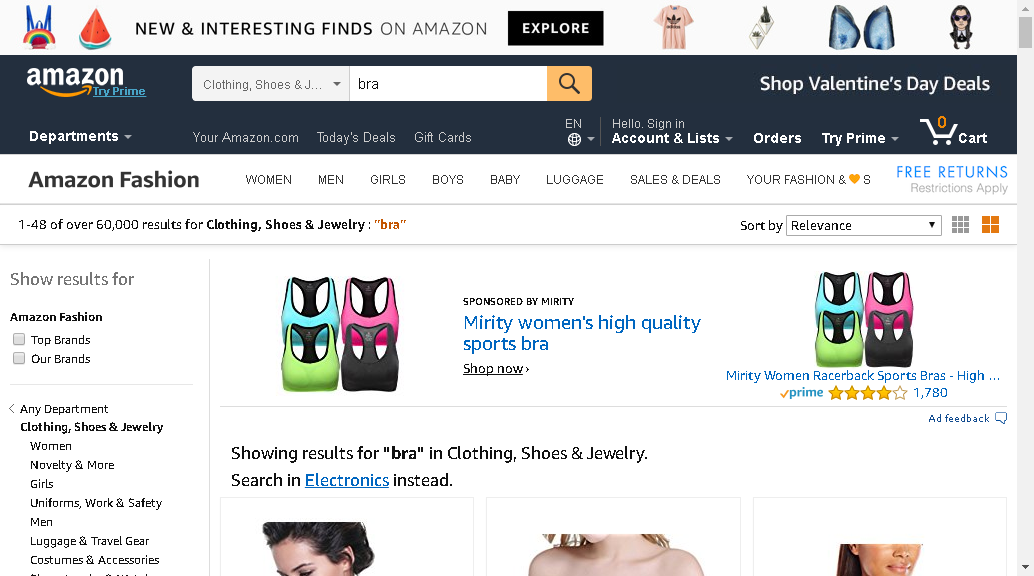 NEW & INTERESTING FINDS ON AMAZON
EXPLORE
amazon
Try Prime
Clothing, Shoes & J...
bra
Shop Valentine's Day Deals
Departments
Your Amazon.com
Today's Deals
Gift Cards
EN
Hello. Sign in
Account & Lists
Orders
Try Prime
0
Cart
Amazon Fashion
WOMEN
MEN
GIRLS
BOYS
BABY
LUGGAGE
SALES & DEALS
YOUR FASHION & S
FREE RETURNS
Restrictions Apply
1-48 of over 60,000 results for Clothing, Shoes & Jewelry : "bra"
Sort by Relevance
Show results for
Amazon Fashion
Top Brands
Our Brands
Any Department
Clothing, Shoes & Jewelry
Women
Novelty & More
Girls
Uniforms, Work & Safety
Men
Luggage & Travel Gear
Costumes & Accessories
SPONSORED BY MIRITY
Mirity women's high quality
sports bra
Shop now ›
Mirity Women Racerback Sports Bras - High ...
prime
1,780
Ad feedback
Showing results for "bra" in Clothing, Shoes & Jewelry.
Search in Electronics instead.